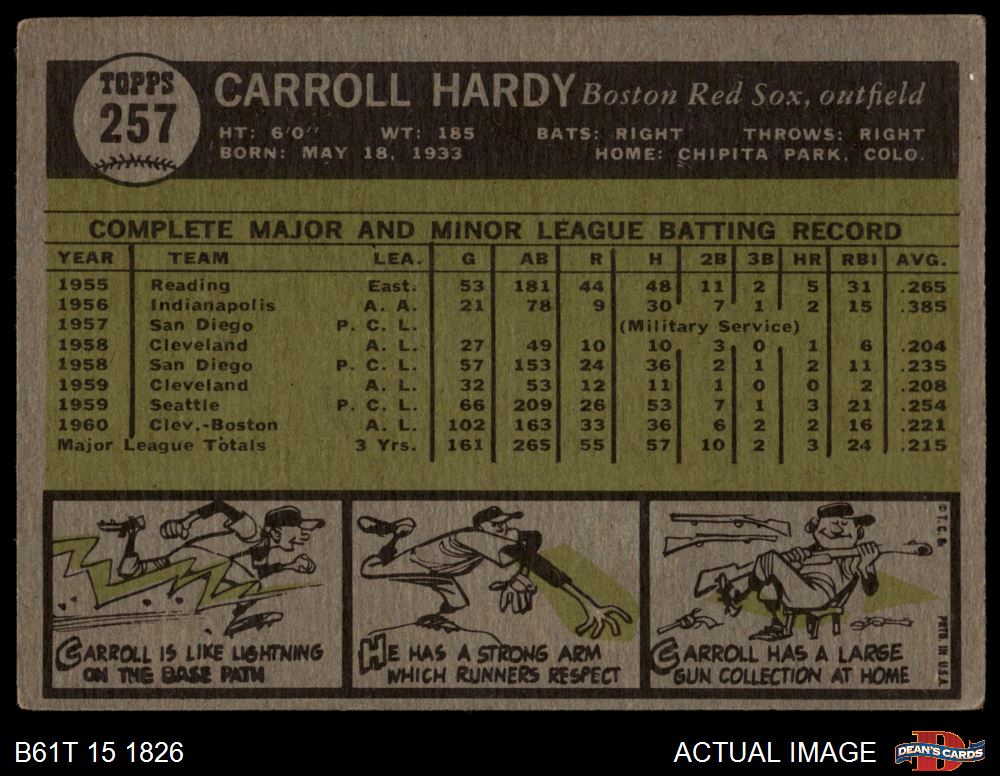 TOPPS
257
CARROLL HARDY Boston Red Sox, outfield
HT: 6'0" WT: 185 BATS: RIGHT THROWS: RIGHT
BORN: MAY 18, 1933 HOME: CHIPITA PARK, COLO.
COMPLETE MAJOR AND MINOR LEAGUE BATTING RECORD
YEAR TEAM LEA. G AB R H 2B 3B HR RBI AVG.
1955 Reading East. 53 181 44 48 11 2 5 31 .265
1956 Indianapolis A. A. 21 78 9 30 7 1 2 15 .385
1957 San Diego P. C. L. (Military Service)
1958 Cleveland A. L. 27 49 10 10 3 0 1 6 .204
1958 San Diego P. C. L. 57 153 24 36 2 1 2 11 .235
1959 Cleveland A. L. 32 53 12 11 1 0 0 2 .208
1959 Seattle P. C. L. 66 209 26 53 7 1 3 21 .254
1960 Clev.-Boston A. L. 102 163 33 36 6 2 2 16 .221
Major League Totals 3 Yrs. 161 265 55 57 10 2 3 24 .215
CARROLL IS LIKE LIGHTNING
ON THE BASE PATH
HE HAS A STRONG ARM
WHICH RUNNERS RESPECT
CARROLL HAS A LARGE
GUN COLLECTION AT HOME
© T.C.G.
PRTD. IN U.S.A.
B61T 15 1826
ACTUAL IMAGE
D
DEAN'S CARDS